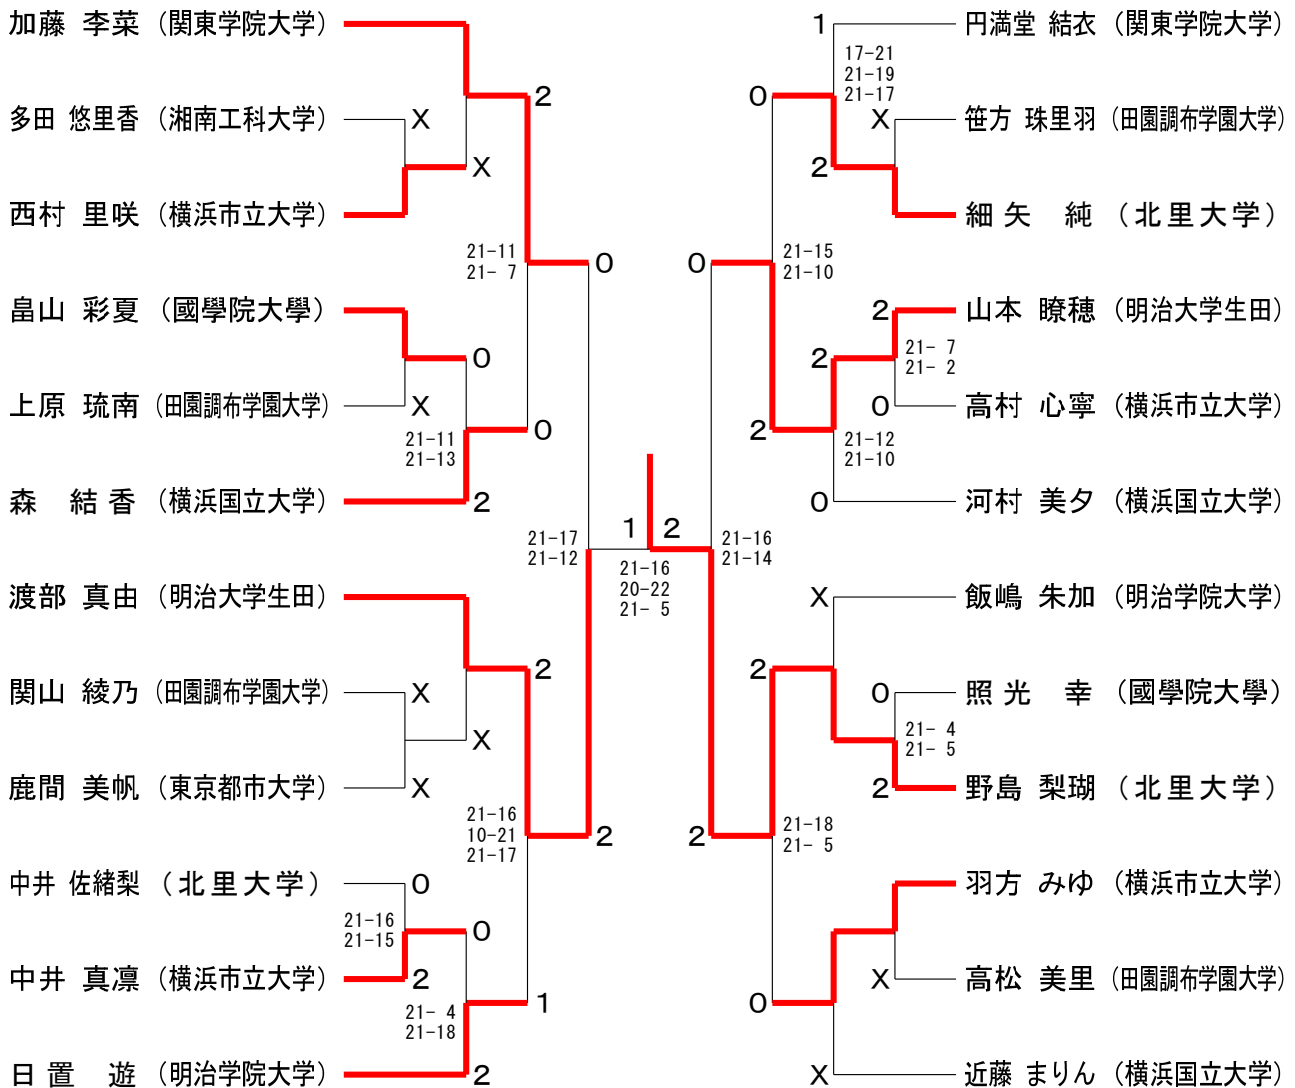 加藤 李菜 (関東学院大学)
2
多田 悠里香 (湘南工科大学)
X
X
西村 里咲 (横浜市立大学)
21-11
21- 7
0
畠山 彩夏 (國學院大學)
0
上原 琉南 (田園調布学園大学)
X
21-11
21-13
0
森 結香 (横浜国立大学)
2
21-17
21-12
渡部 真由 (明治大学生田)
2
関山 綾乃 (田園調布学園大学)
X
X
鹿間 美帆 (東京都市大学)
X
21-16
10-21
21-17
2
中井 佐緒梨 (北里大学)
0
21-16
21-15
0
中井 真凛 (横浜市立大学)
2
21- 4
21-18
1
日置 遊 (明治学院大学)
2
1 2
21-16
20-22
21- 5
1
円満堂 結衣 (関東学院大学)
17-21
21-19
21-17
0
X
笹方 珠里羽 (田園調布学園大学)
2
細矢 純 (北里大学)
0
21-15
21-10
2
山本 瞭穂 (明治大学生田)
2
21- 7
21- 2
0
高村 心寧 (横浜市立大学)
2
21-12
21-10
0
河村 美夕 (横浜国立大学)
21-16
21-14
X
飯嶋 朱加 (明治学院大学)
2
0
照光 幸 (國學院大學)
21- 4
21- 5
2
野島 梨瑚 (北里大学)
2
21-18
21- 5
羽方 みゆ (横浜市立大学)
X
高松 美里 (田園調布学園大学)
0
X
近藤 まりん (横浜国立大学)